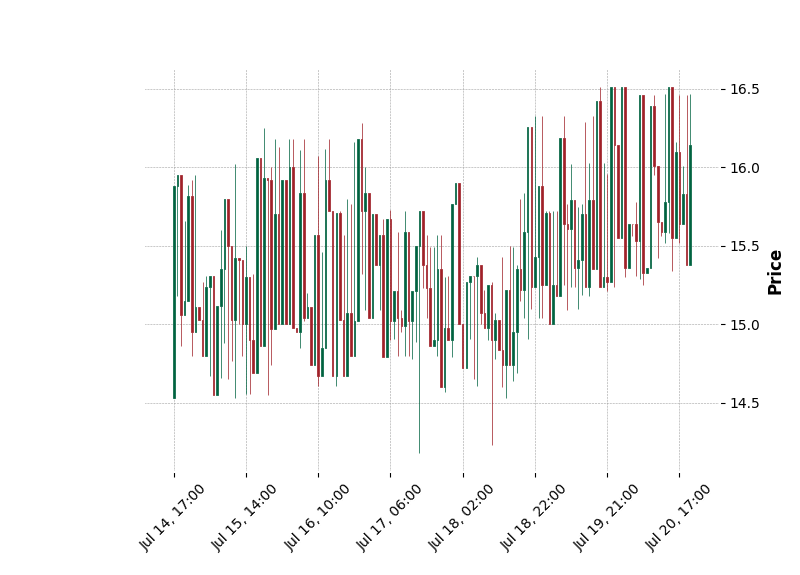 16.5
16.0
15.5
15.0
14.5
Price
Jul 14, 17:00
Jul 15, 14:00
Jul 16, 10:00
Jul 17, 06:00
Jul 18, 02:00
Jul 18, 22:00
Jul 19, 21:00
Jul 20, 17:00